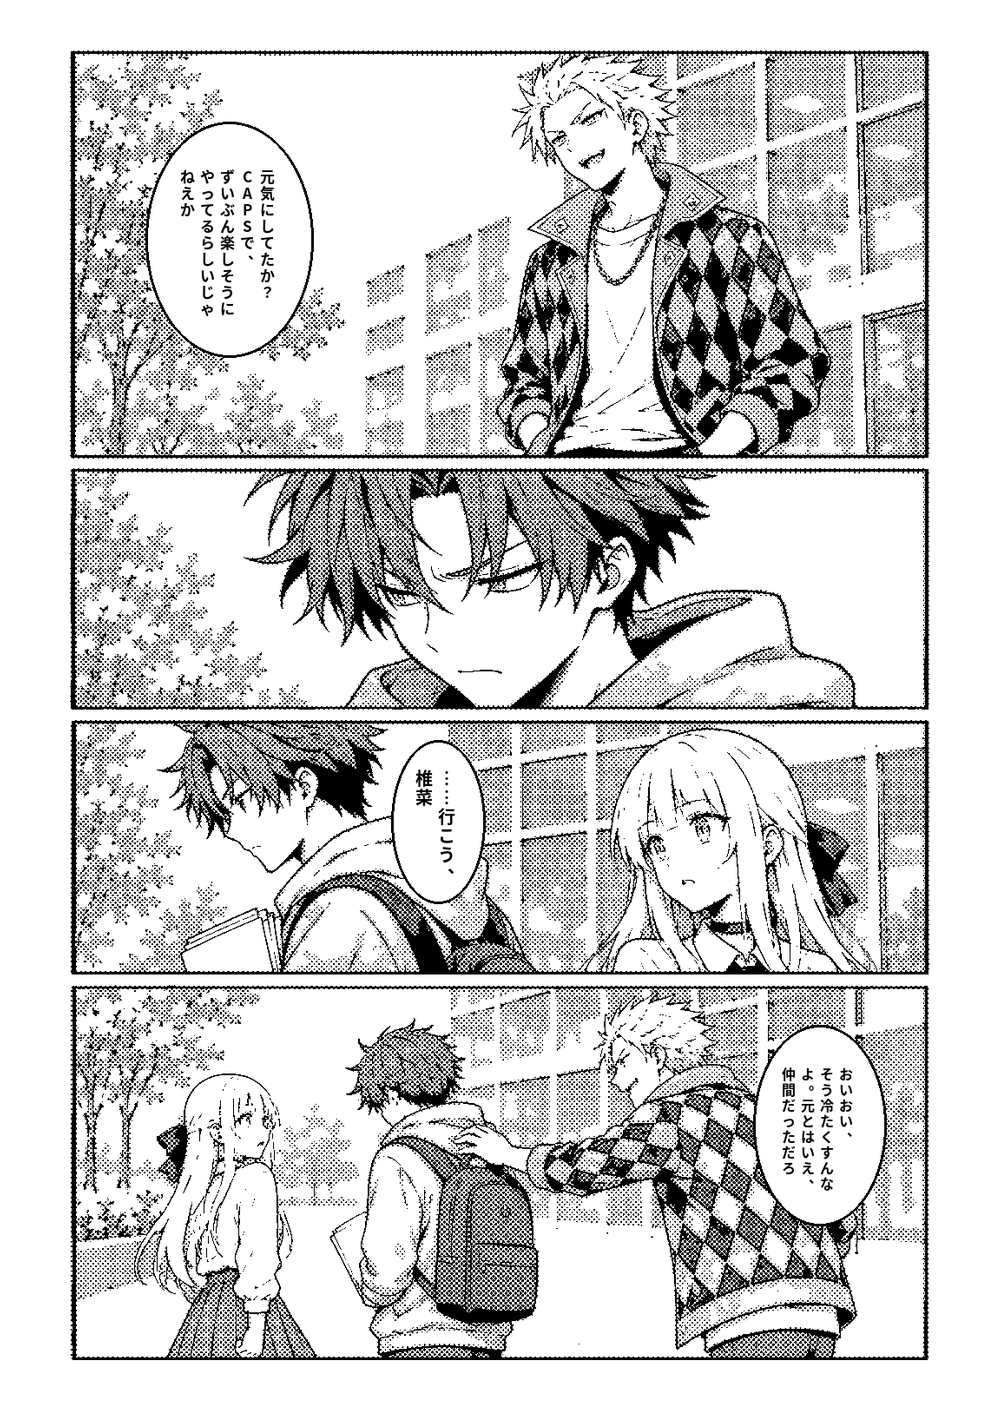 元気にしてたか？
CAPSで、
ずいぶん楽しそうに
やってるらしいじゃ
ねえか
……行こう、
椎菜
おいおい、
そう冷たくすんな
よ。元とはいえ、
仲間だっただろ